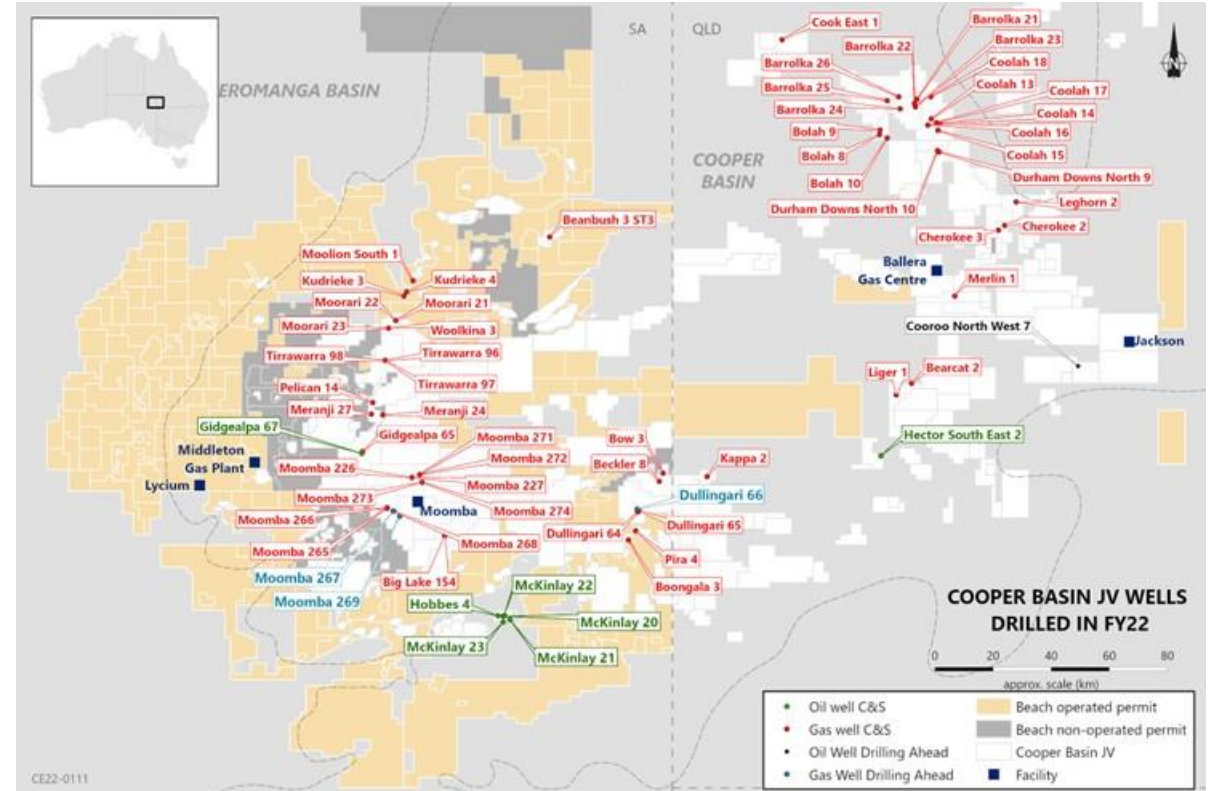 SA
QLD
EROMANGA BASIN
COOPER
BASIN
Cook East 1
Barrolka 21
Barrolka 22
Barrolka 23
Barrolka 26
Coolah 18
Barrolka 25
Coolah 13
Coolah 17
Barrolka 24
Coolah 14
Bolah 9
Coolah 16
Bolah 8
Coolah 15
Bolah 10
Durham Downs North 9
Durham Downs North 10
Leghorn 2
Cherokee 2
Cherokee 3
Ballera
Gas Centre
Merlin 1
Cooroo North West 7
Jackson
Liger 1
Bearcat 2
Hector South East 2
Beanbush 3 ST3
Moolion South 1
Kudrieke 3
Kudrieke 4
Moorari 22
Moorari 21
Moorari 23
Woolkina 3
Tirrawarra 98
Tirrawarra 96
Tirrawarra 97
Pelican 14
Meranji 27
Meranji 24
Gidgealpa 67
Gidgealpa 65
Middleton
Gas Plant
Lycium
Moomba 271
Moomba 272
Moomba 226
Moomba 227
Moomba 273
Moomba 274
Moomba
Moomba 266
Moomba 265
Moomba 268
Moomba 267
Moomba 269
Big Lake 154
Bow 3
Beckler 8
Kappa 2
Dullingari 66
Dullingari 64
Dullingari 65
Pira 4
Boongala 3
McKinlay 22
Hobbes 4
McKinlay 20
McKinlay 23
McKinlay 21
COOPER BASIN JV WELLS
DRILLED IN FY22
0 20 40 60 80
approx. scale (km)
Oil well C&S
Gas well C&S
Oil Well Drilling Ahead
Gas Well Drilling Ahead
Beach operated permit
Beach non-operated permit
Cooper Basin JV
Facility
CE22-0111